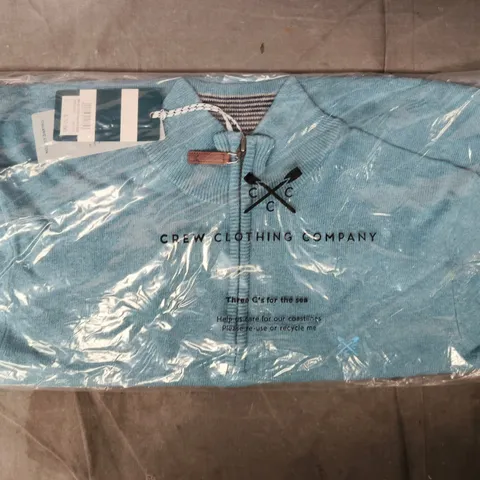 C C
C
CREW CLOTHING COMPANY
Three C's for the sea
Help us care for our coastlines
Please re-use or recycle me